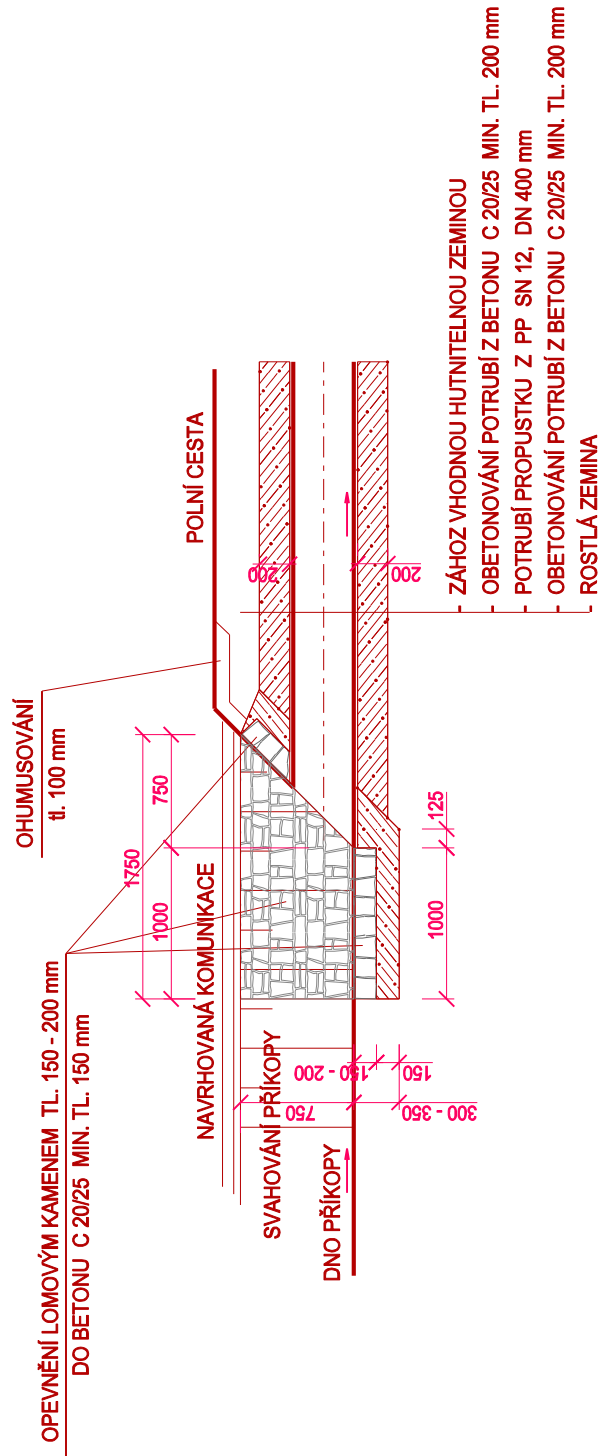 OPEVNĚNÍ LOMOVÝM KAMENEM TL. 150 - 200 mm
DO BETONU C 20/25 MIN. TL. 150 mm
OHUMUSOVÁNÍ
tl. 100 mm
1750
1000
750
NAVRHOVANÁ KOMUNIKACE
POLNÍ CESTA
SVAHOVÁNÍ PŘÍKOPY
DNO PŘÍKOPY
200
200
750
150 - 200
150
300 - 350
1000
125
ZÁHOZ VHODNOU HUTNITELNOU ZEMINOU
OBETONOVÁNÍ POTRUBÍ Z BETONU C 20/25 MIN. TL. 200 mm
POTRUBÍ PROPUSTKU Z PP SN 12, DN 400 mm
OBETONOVÁNÍ POTRUBÍ Z BETONU C 20/25 MIN. TL. 200 mm
ROSTLÁ ZEMINA